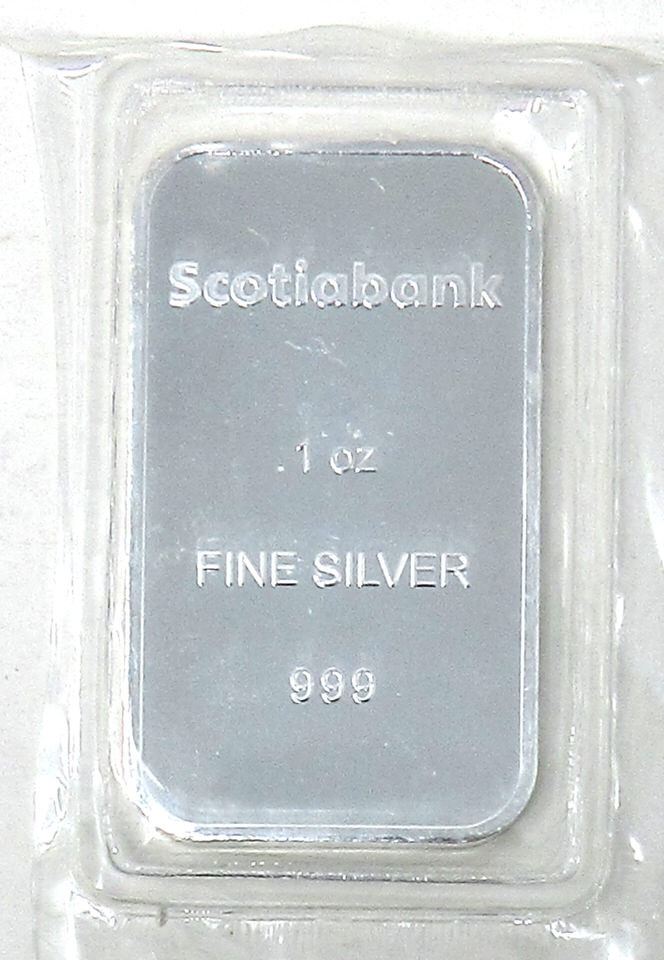 Scotiabank
1 oz
FINE SILVER
999